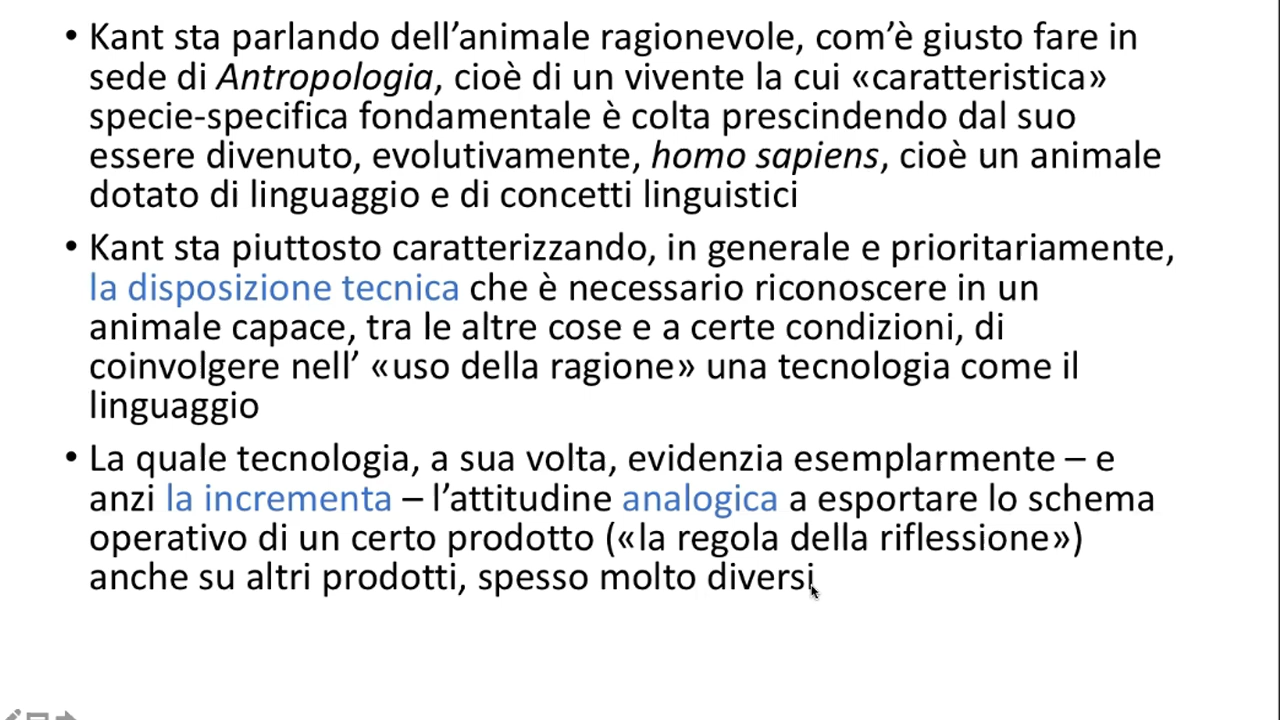 • Kant sta parlando dell’animale ragionevole, com’è giusto fare in
sede di Antropologia, cioè di un vivente la cui «caratteristica»
specie-specifica fondamentale è colta prescindendo dal suo
essere divenuto, evolutivamente, homo sapiens, cioè un animale
dotato di linguaggio e di concetti linguistici
• Kant sta piuttosto caratterizzando, in generale e prioritariamente,
la disposizione tecnica che è necessario riconoscere in un
animale capace, tra le altre cose e a certe condizioni, di
coinvolgere nell’ «uso della ragione» una tecnologia come il
linguaggio
• La quale tecnologia, a sua volta, evidenzia esemplarmente – e
anzi la incrementa – l’attitudine analogica a esportare lo schema
operativo di un certo prodotto («la regola della riflessione»)
anche su altri prodotti, spesso molto diversi